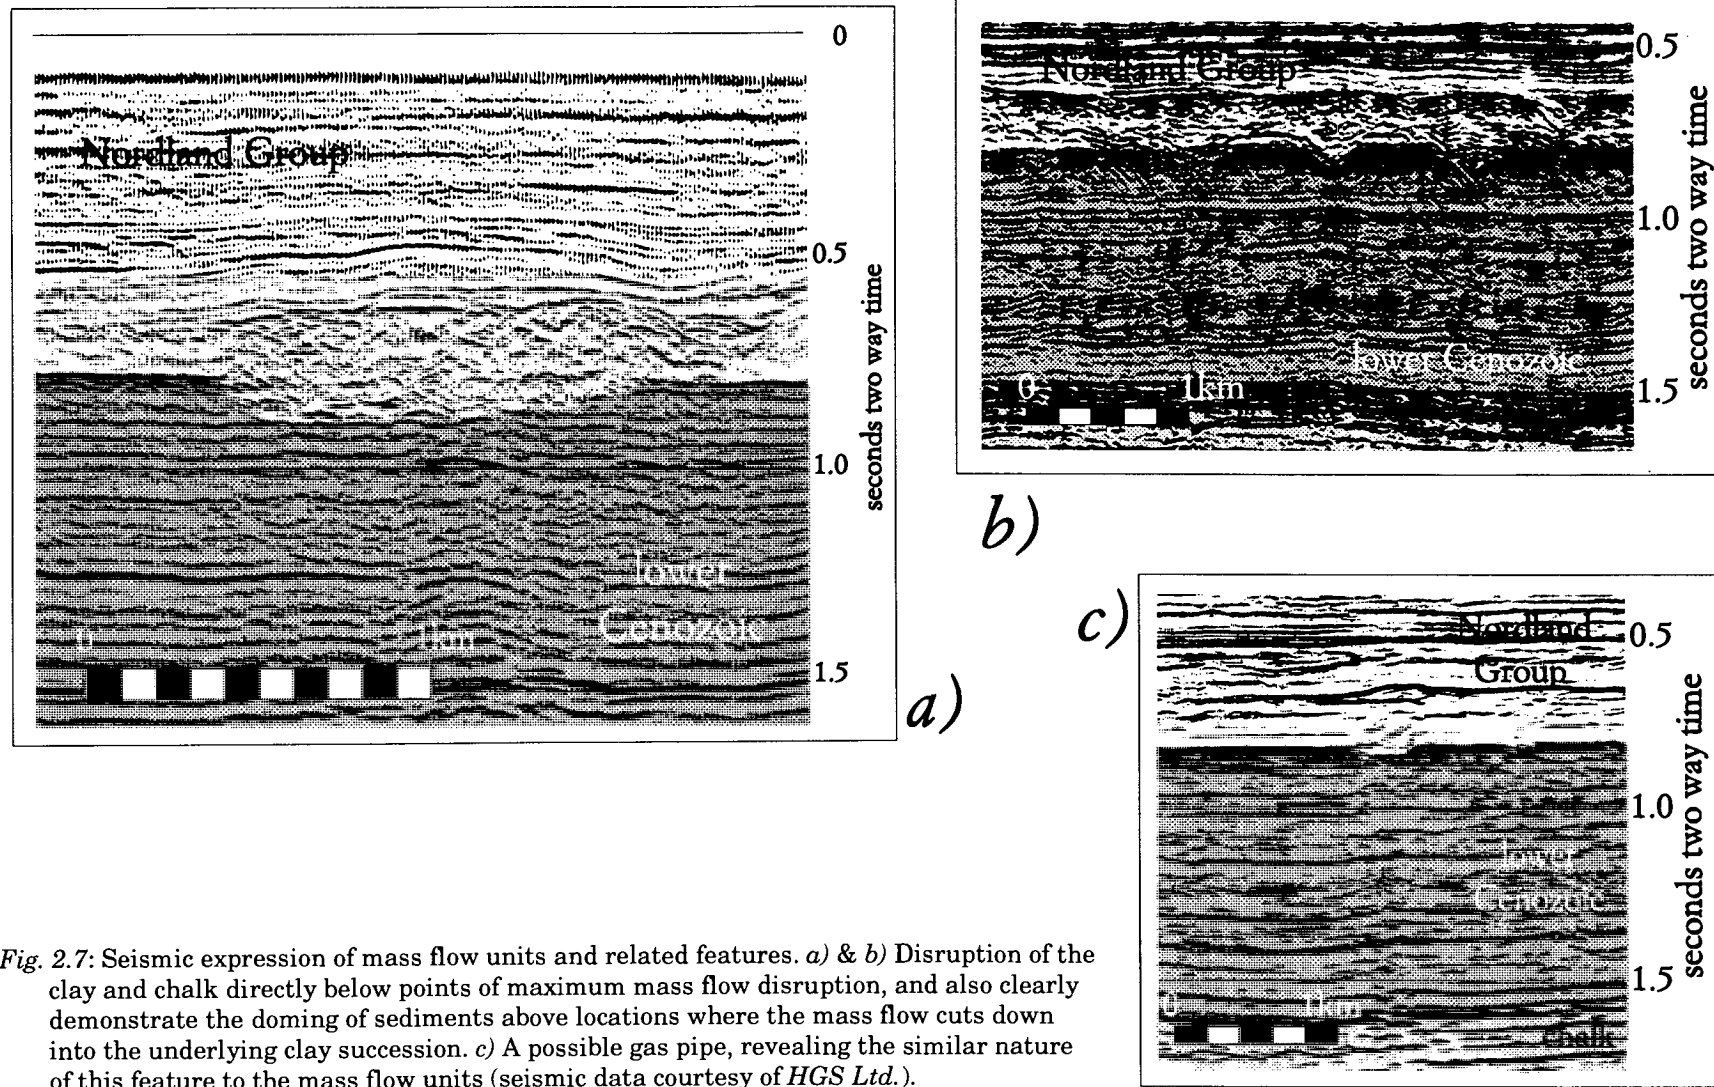 0
Nordland Group
0.5
1.0
lower
Cenozoic
0 1km
1.5
seconds two way time
a)
Nordland Group
0.5
1.0
lower Cenozoic
0 1km
1.5
seconds two way time
b)
c)
Nordland
Group
0.5
1.0
lower
Cenozoic
1.5
0 1km
chalk
seconds two way time
Fig. 2.7: Seismic expression of mass flow units and related features. a) & b) Disruption of the
clay and chalk directly below points of maximum mass flow disruption, and also clearly
demonstrate the doming of sediments above locations where the mass flow cuts down
into the underlying clay succession. c) A possible gas pipe, revealing the similar nature
of this feature to the mass flow units (seismic data courtesy of HGS Ltd.).